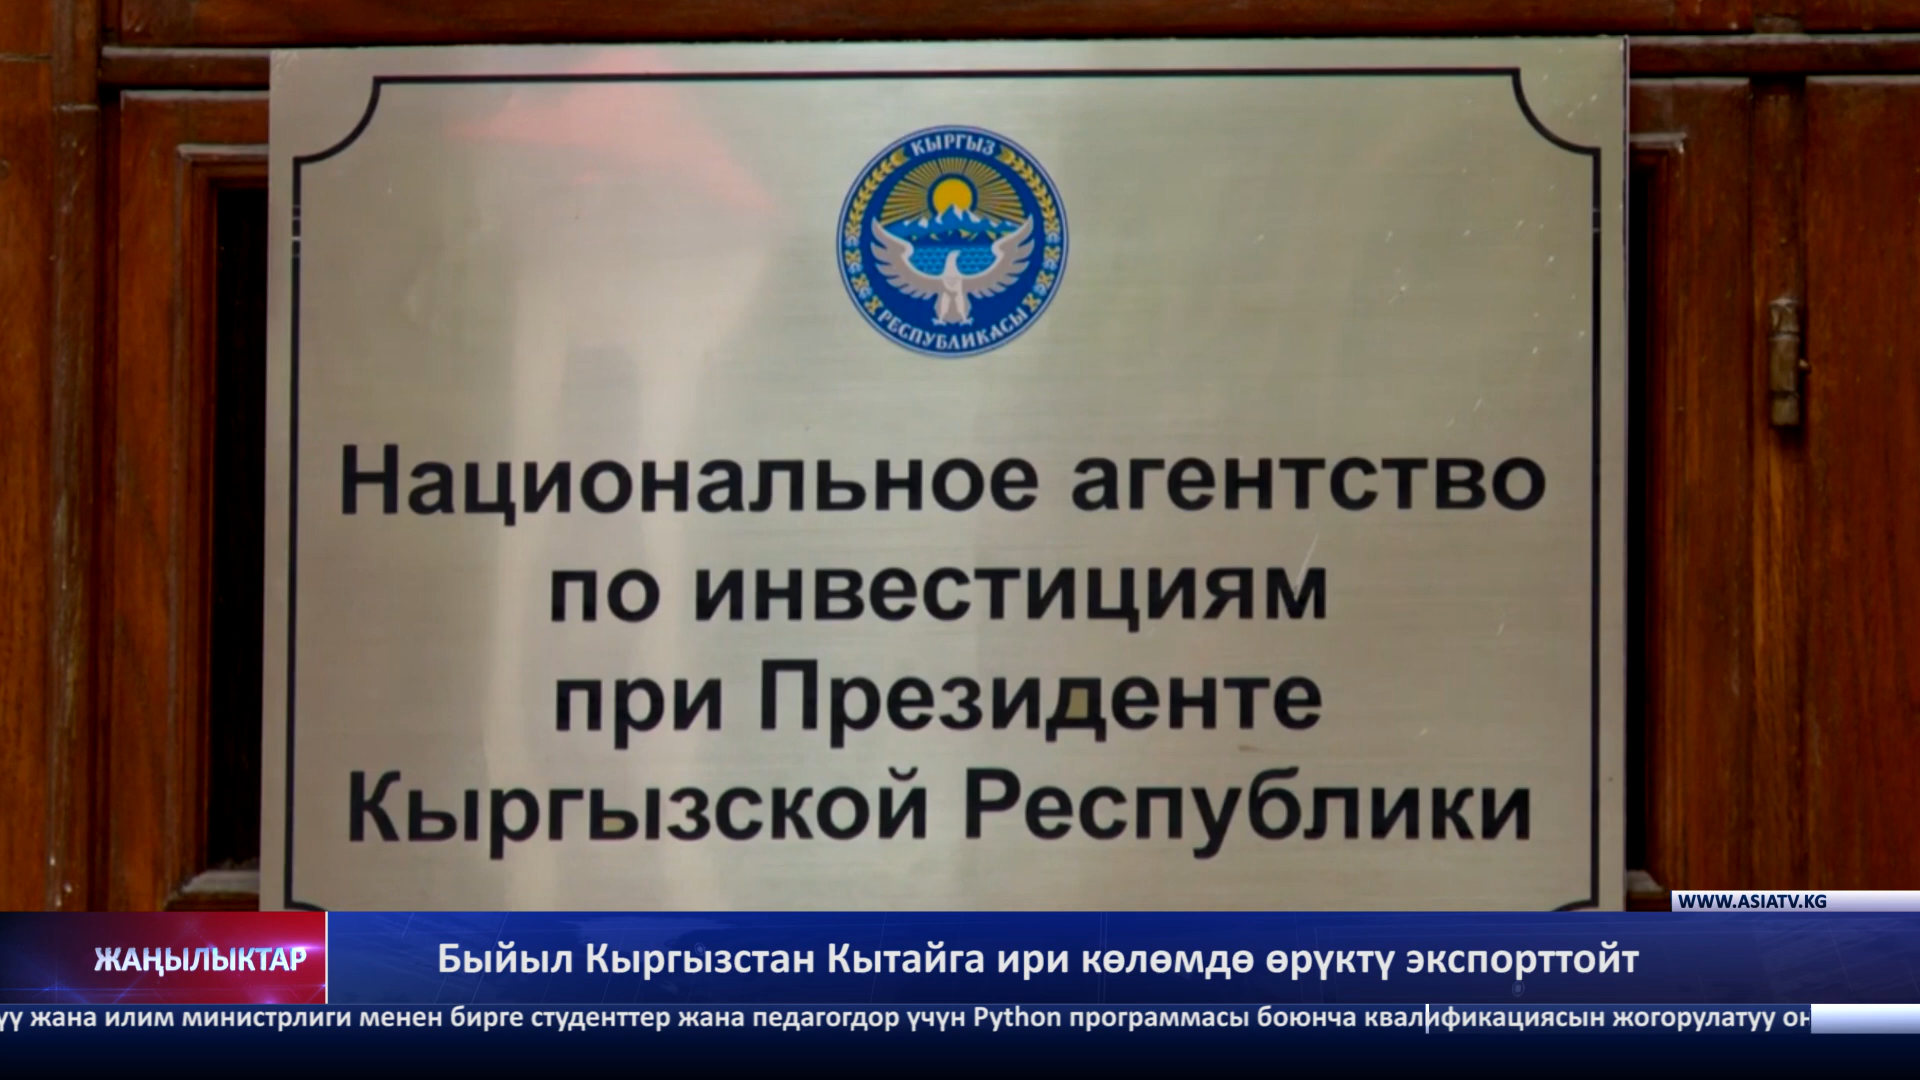 КЫРГЫЗ
РЕСПУБЛИКАСЫ
Национальное агентство
по инвестициям
при Президенте
Кыргызской Республики
WWW.ASIATV.KG
ЖАҢЫЛЫКТАР
Быйыл Кыргызстан Кытайга ири көлөмдө өрүктү экспорттойт
жана илим министрлиги менен бирге студенттер жана педагогдор үчүн Python программасы боюнча квалификациясын жогорулатуу